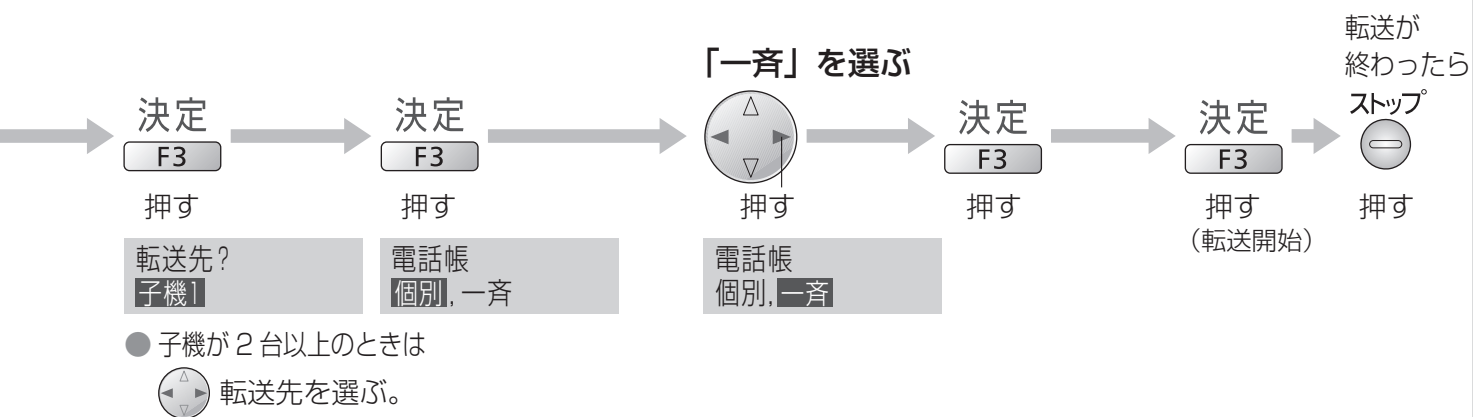 転送が
終わったら
「一斉」を選ぶ
決定
F3
押す
転送先?
子機1
● 子機が2台以上のときは
転送先を選ぶ。
決定
F3
押す
電話帳
個別, 一斉
押す
電話帳
個別, 一斉
決定
F3
押す
決定
F3
押す
(転送開始)
ストップ
押す